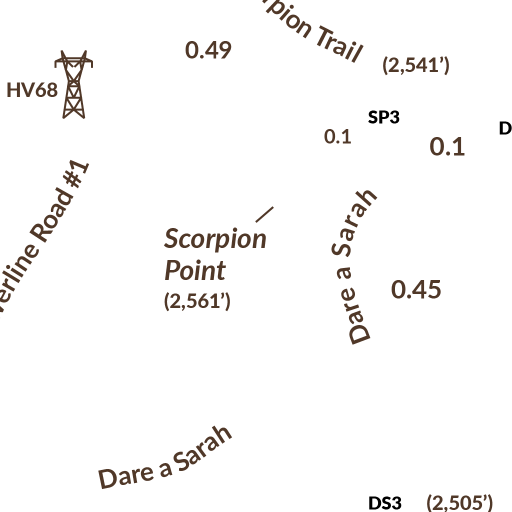 pion Trail
0.49
(2,541’)
HV68
SP3
0.1
0.1
D
erline Road #1
Dare a Sarah
Scorpion
Point
(2,561’)
0.45
Dare a Sarah
DS3
(2,505’)